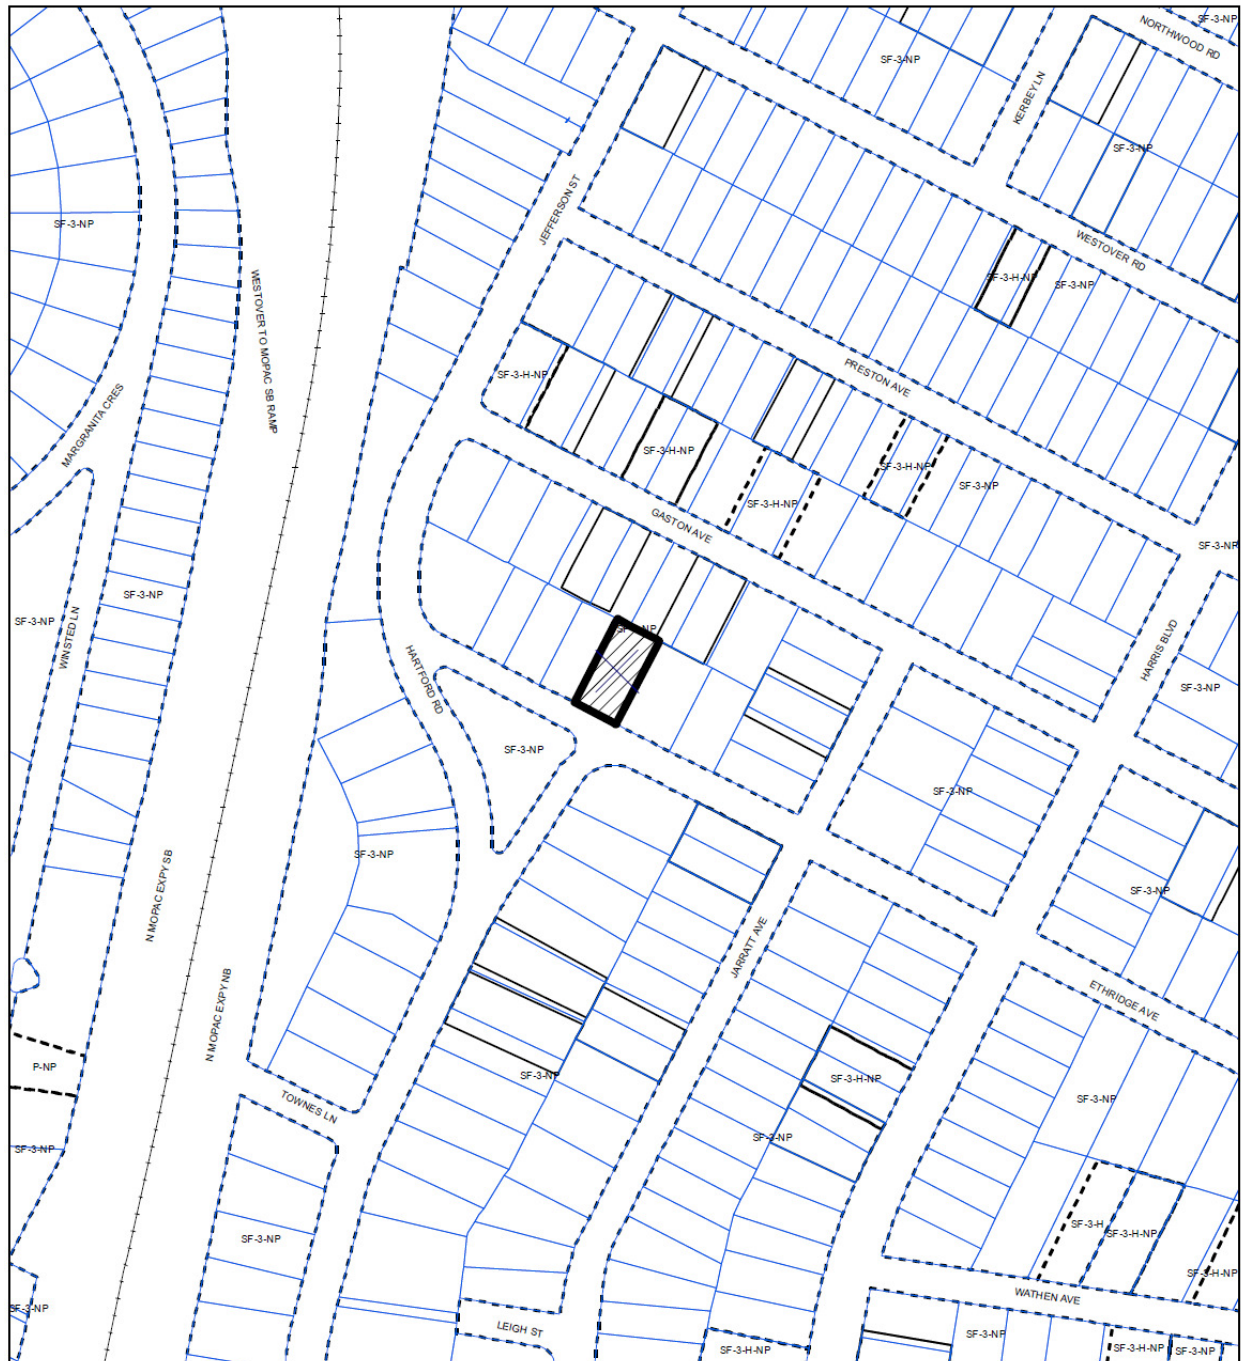 SF-3-NP
NORTHWOOD RD
SF-3-NP
KERBEY LN
SF-3-NP
JEFFERSON ST
SF-3-NP
WESTOVER RD
SF-3-H-NP
SF-3-NP
WESTOVER TO MOPAC SB RAMP
PRESTON AVE
SF-3-H-NP
MARGRANITA CRES
SF-3-H-NP
SF-3-H-NP
SF-3-NP
SF-3-H-NP
GASTON AVE
SF-3-NP
SF-3-NP
SF-3-NP
WINSTED LN
HARRIS BLVD
HARTFORD RD
SF-3-NP
SF-3-NP
SF-3-NP
SF-3-NP
SF-3-NP
N MOPAC EXPY SB
JARRATT AVE
ETHRIDGE AVE
N MOPAC EXPY NB
P-NP
SF-3-NP
SF-3-H-NP
SF-3-NP
TOWNES LN
SF-3-NP
SF-3-NP
SF-3-H
SF-3-H-NP
SF-3-NP
SF-3-H-NP
WATHEN AVE
SF-3-NP
LEIGH ST
SF-3-NP
SF-3-H-NP
SF-3-H-NP
SF-3-NP